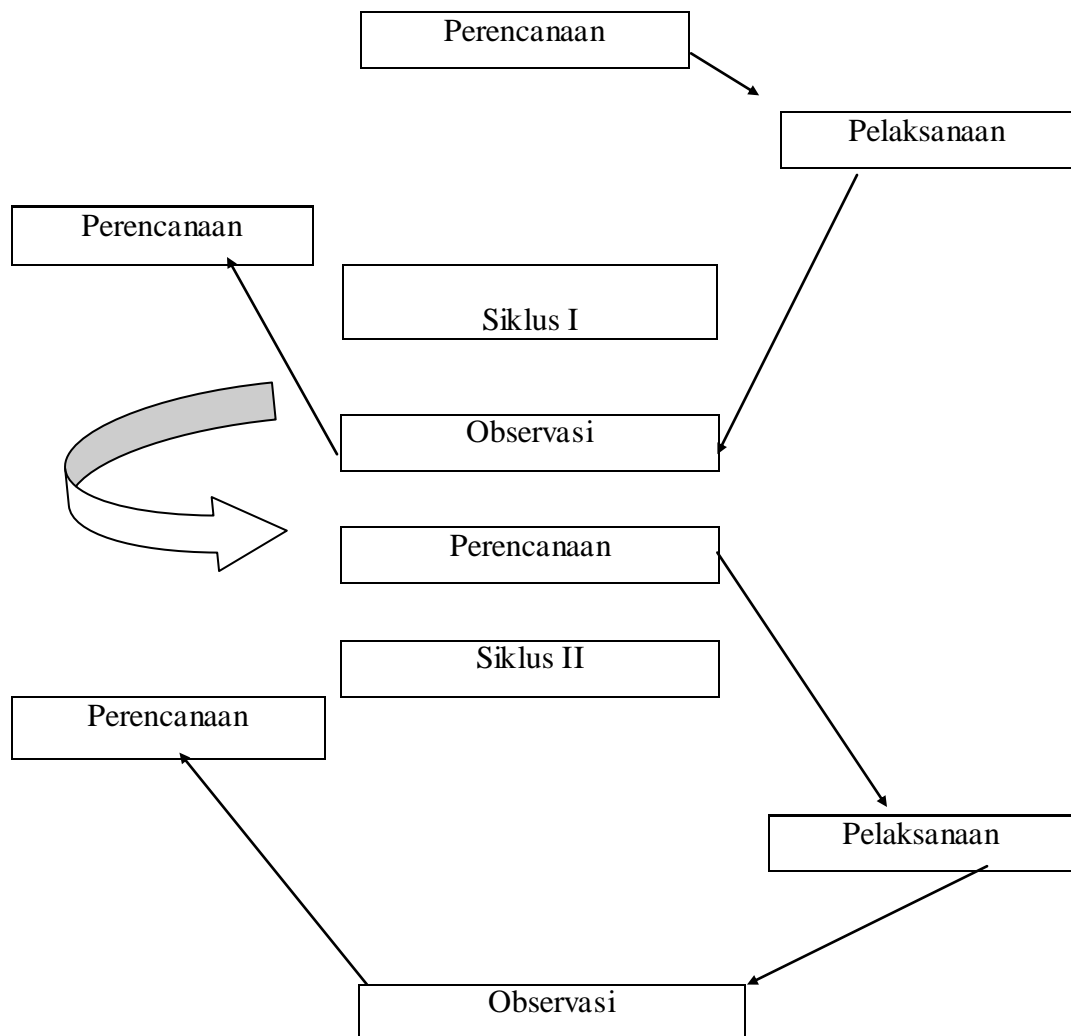 Perencanaan
Pelaksanaan
Perencanaan
Siklus I
Observasi
Perencanaan
Siklus II
Perencanaan
Pelaksanaan
Observasi